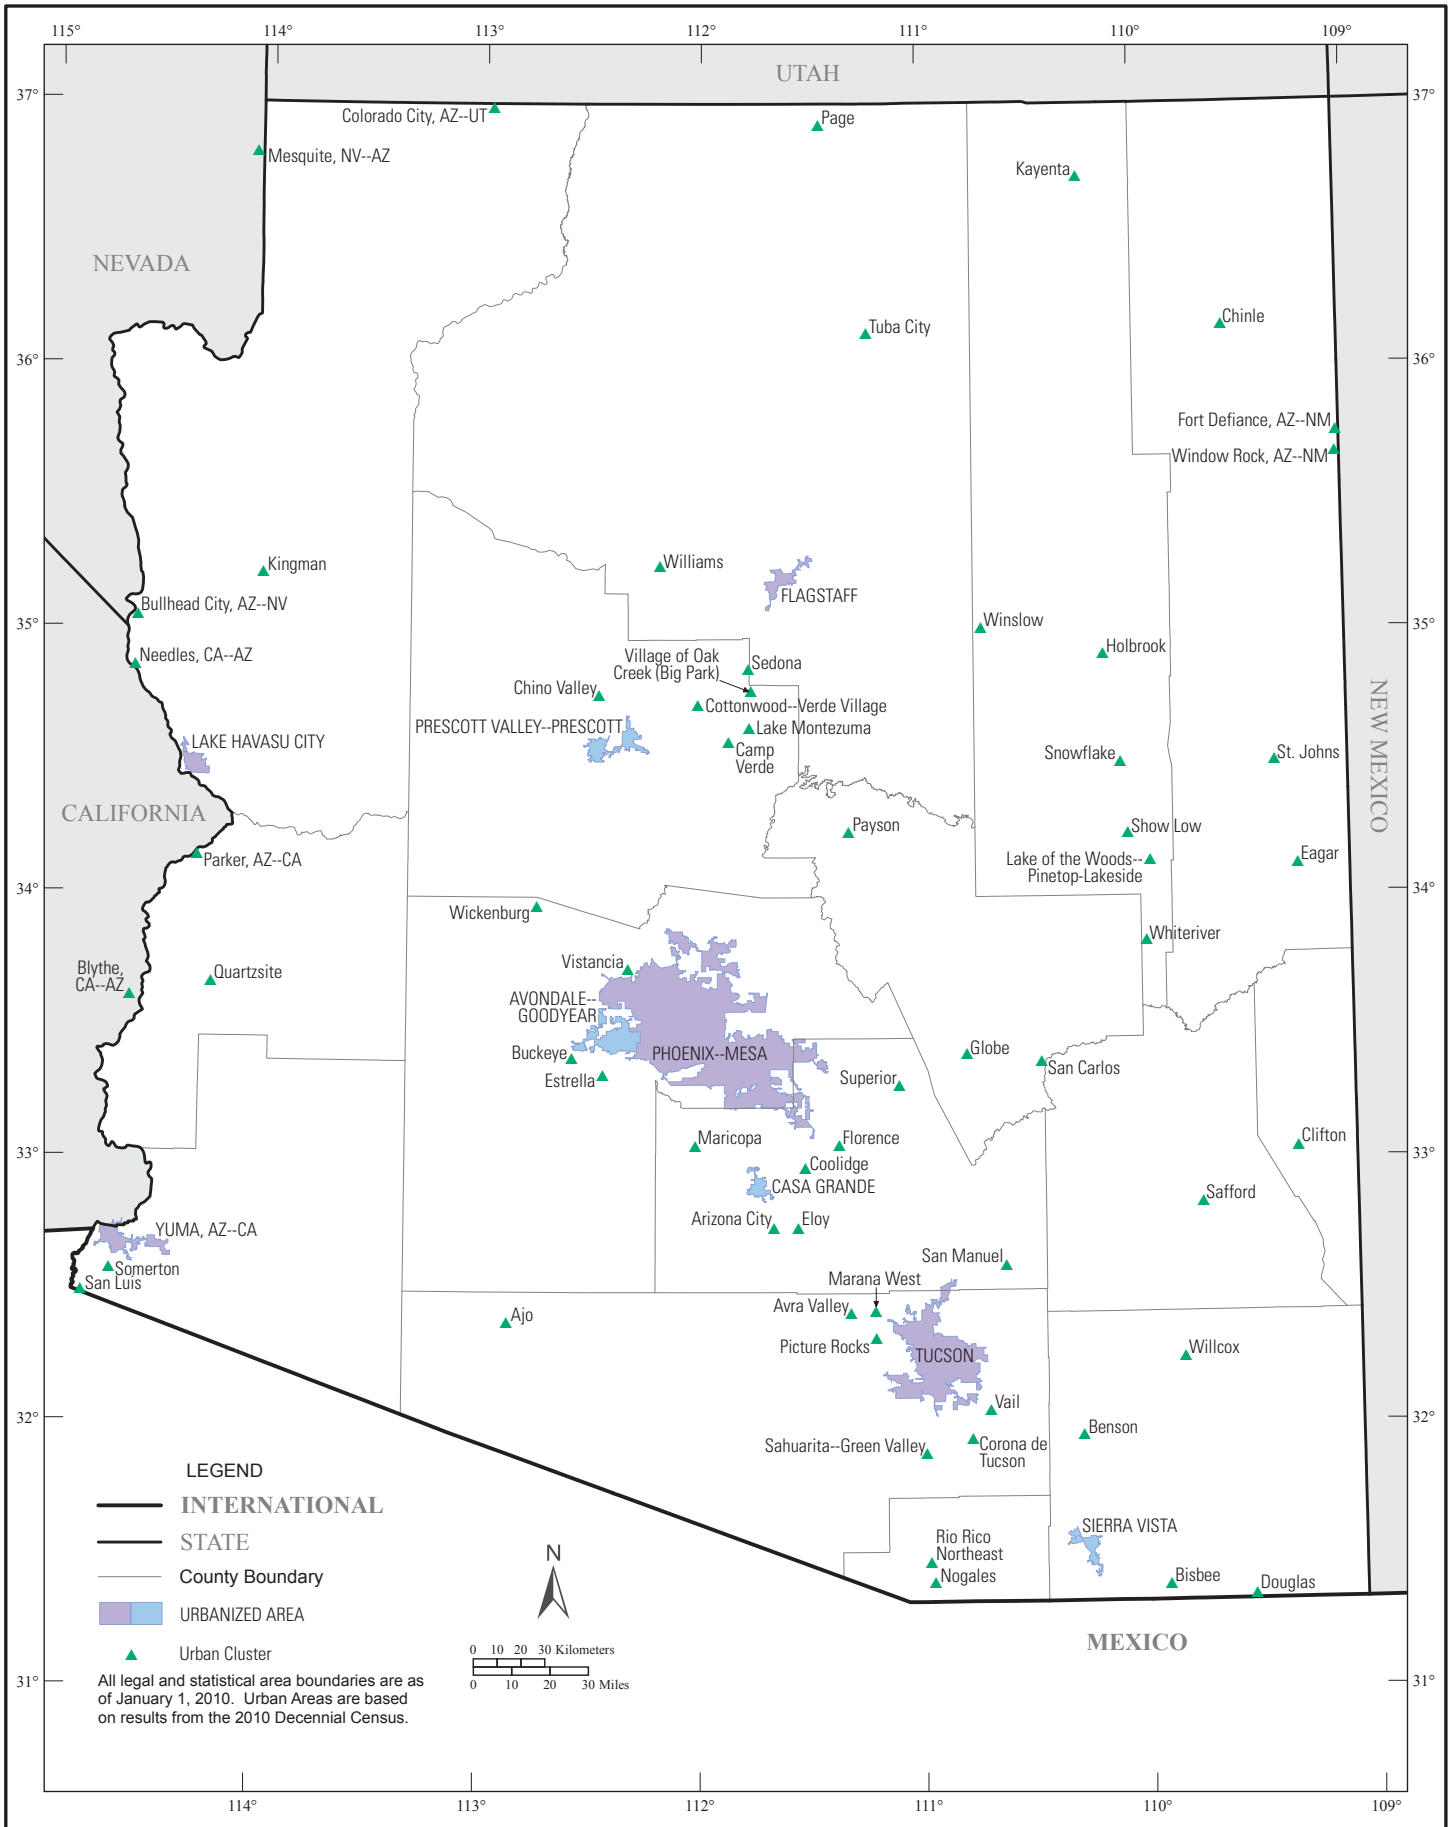 115°
114°
113°
112°
111°
110°
109°
UTAH
37°
37°
Colorado City, AZ--UT
Page
Mesquite, NV--AZ
Kayenta
NEVADA
Chinle
Tuba City
36°
36°
Fort Defiance, AZ--NM
Window Rock, AZ--NM
Kingman
Williams
FLAGSTAFF
Bullhead City, AZ--NV
35°
35°
Winslow
Holbrook
Needles, CA--AZ
Village of Oak
Creek (Big Park)
Sedona
Chino Valley
Cottonwood--Verde Village
PRESCOTT VALLEY--PRESCOTT
Lake Montezuma
Camp
Verde
LAKE HAVASU CITY
Snowflake
St. Johns
NEW MEXICO
CALIFORNIA
Payson
Show Low
Parker, AZ--CA
Lake of the Woods--
Pinetop-Lakeside
Eagar
34°
34°
Wickenburg
Whiteriver
Blythe,
CA--AZ
Quartzsite
Vistancia
AVONDALE--
GOODYEAR
Buckeye
PHOENIX--MESA
Globe
San Carlos
Estrella
Superior
33°
33°
Maricopa
Florence
Clifton
Coolidge
CASA GRANDE
Safford
Arizona City
Eloy
YUMA, AZ--CA
San Manuel
Somerton
San Luis
Marana West
Avra Valley
Ajo
Picture Rocks
TUCSON
Willcox
Vail
32°
32°
Benson
Sahuarita--Green Valley
Corona de
Tucson
SIERRA VISTA
Rio Rico
Northeast
Nogales
Bisbee
Douglas
MEXICO
31°
31°
LEGEND
INTERNATIONAL
STATE
County Boundary
URBANIZED AREA
Urban Cluster
All legal and statistical area boundaries are as
of January 1, 2010. Urban Areas are based
on results from the 2010 Decennial Census.
N
0 10 20 30 Kilometers
0 10 20 30 Miles
114°
113°
112°
111°
110°
109°